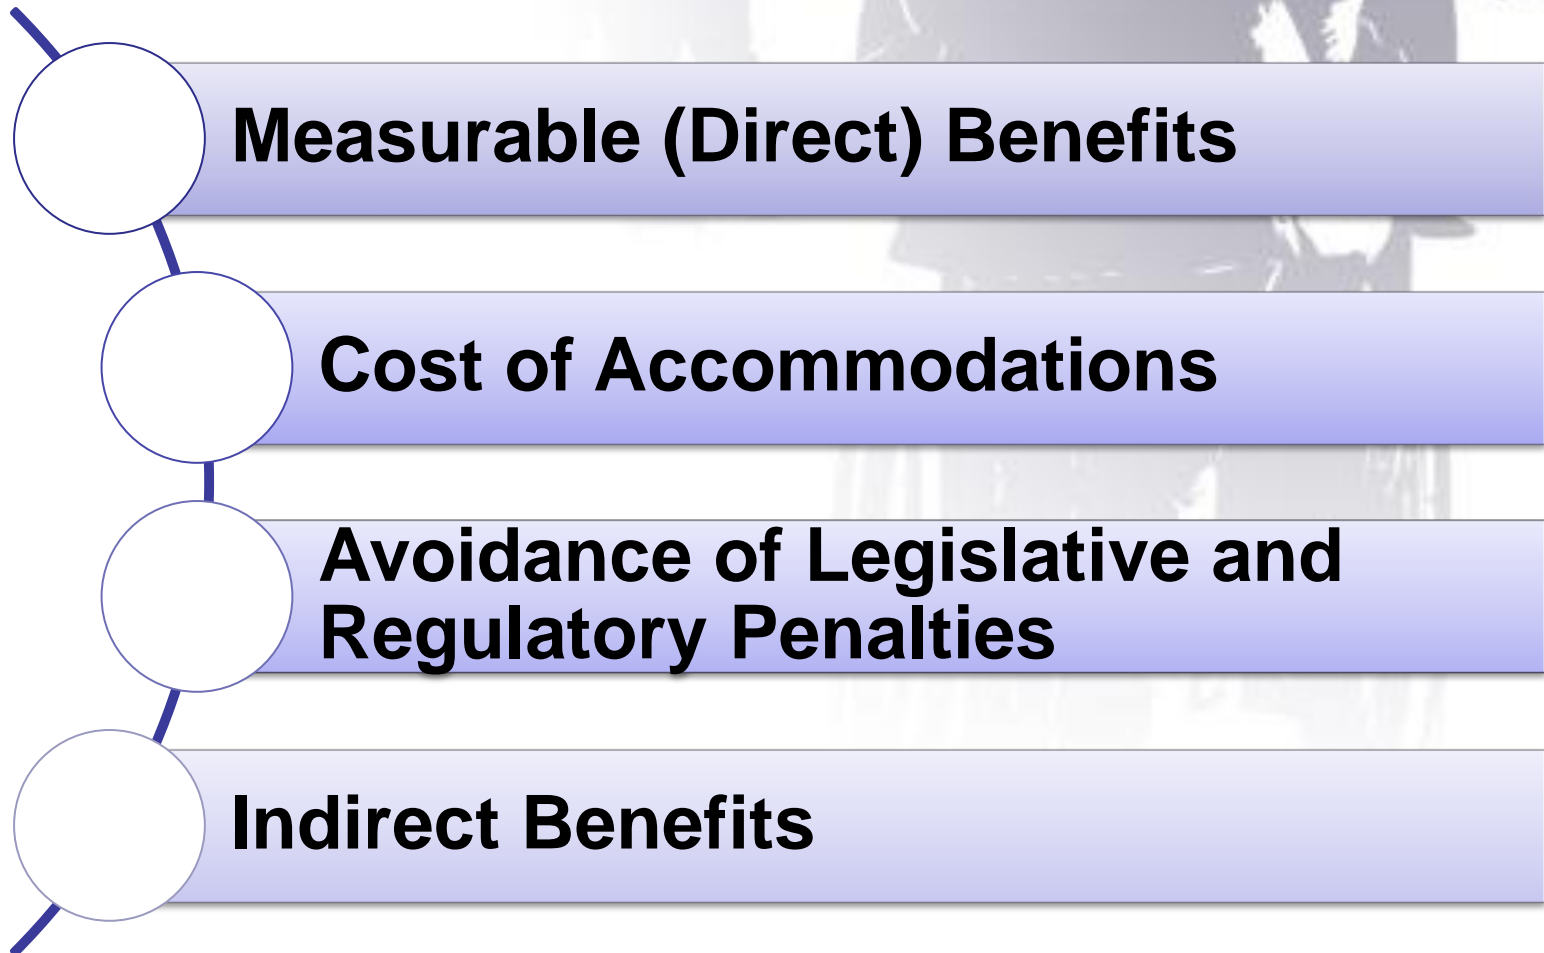 Measurable (Direct) Benefits
Cost of Accommodations
Avoidance of Legislative and
Regulatory Penalties
Indirect Benefits